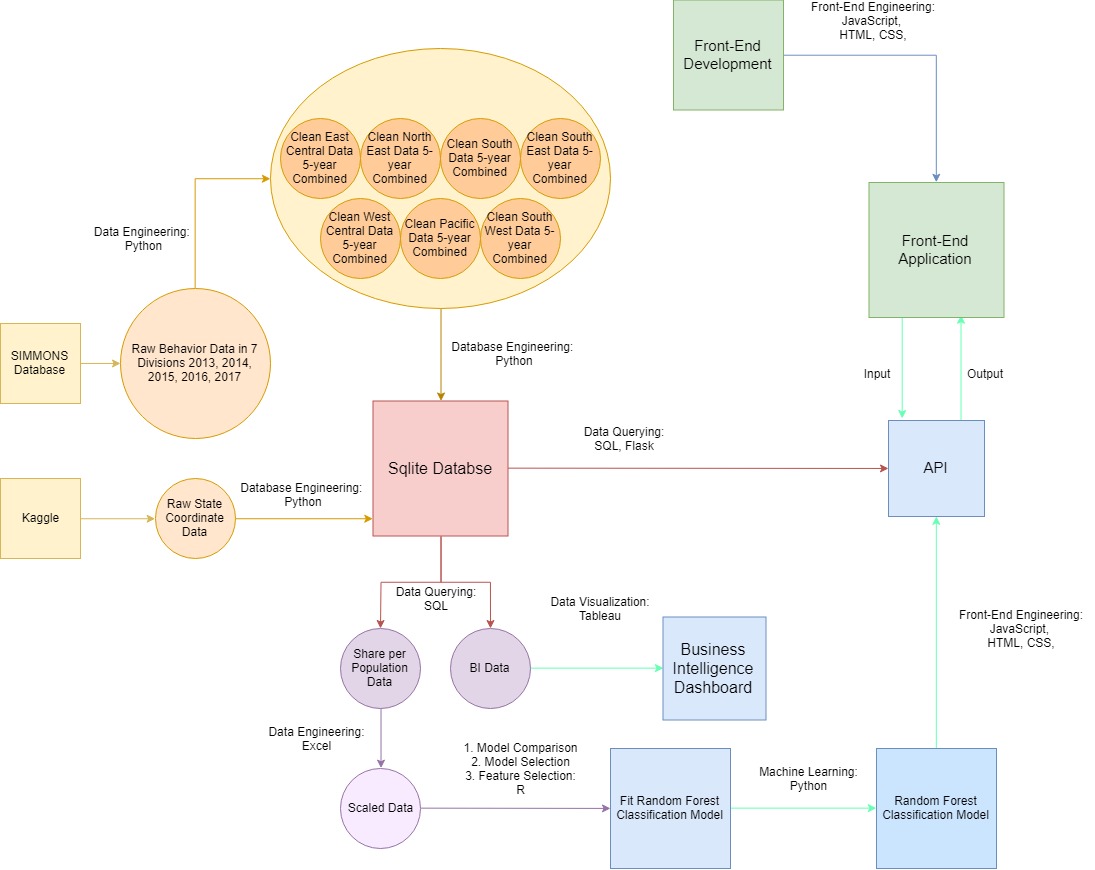 Front-End Engineering:
JavaScript,
HTML, CSS,
Front-End
Development
Clean East
Central Data
5-year
Combined
Clean North
East Data 5-
year
Combined
Clean South
Data 5-year
Combined
Clean South
East Data 5-
year
Combined
Clean West
Central Data
5-year
Combined
Clean Pacific
Data 5-year
Combined
Clean South
West Data 5-
year
Combined
Data Engineering:
Python
Front-End
Application
SIMMONS
Database
Raw Behavior Data in 7
Divisions 2013, 2014,
2015, 2016, 2017
Database Engineering:
Python
Input
Output
Data Querying:
SQL, Flask
Sqlite Databse
API
Kaggle
Raw State
Coordinate
Data
Database Engineering:
Python
Data Querying:
SQL
Data Visualization:
Tableau
Front-End Engineering:
JavaScript,
HTML, CSS,
Share per
Population
Data
BI Data
Business
Intelligence
Dashboard
Data Engineering:
Excel
1. Model Comparison
2. Model Selection
3. Feature Selection:
R
Machine Learning:
Python
Scaled Data
Fit Random Forest
Classification Model
Random Forest
Classification Model